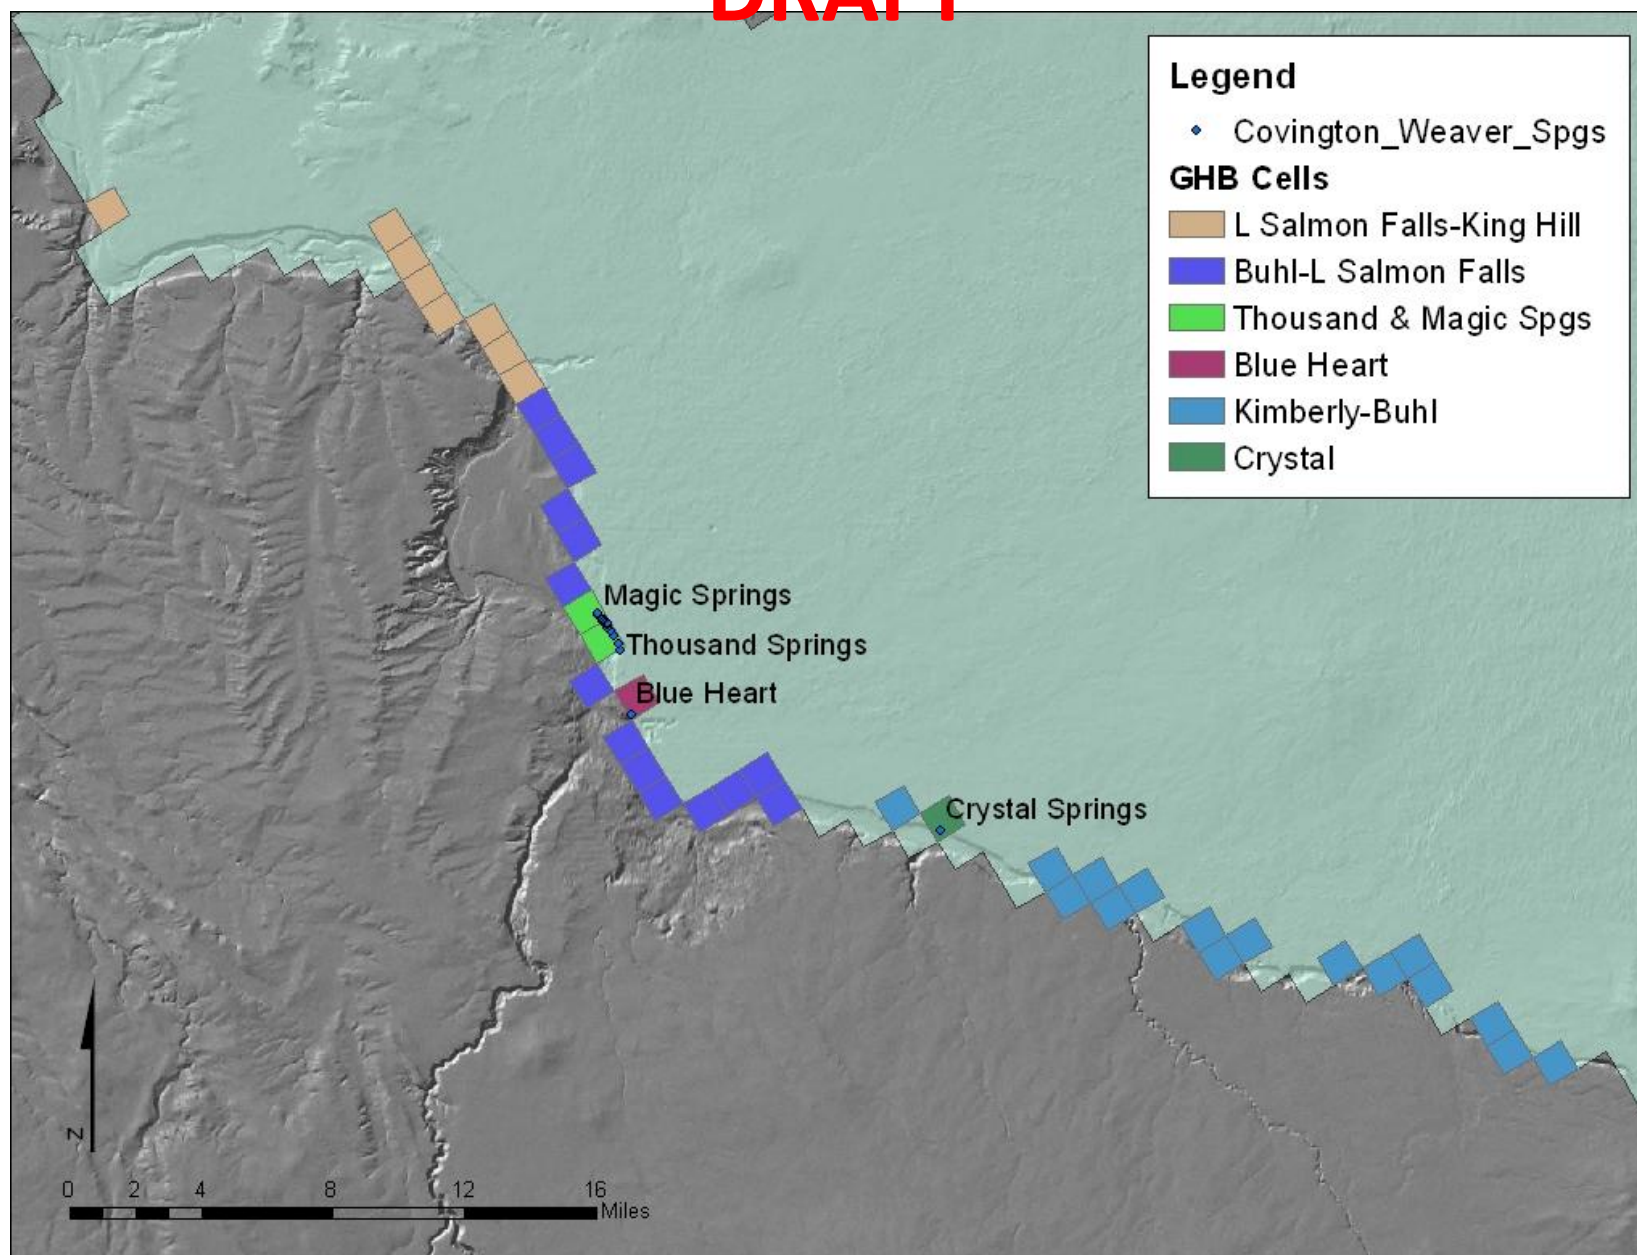 DRAFT
Legend
Covington_Weaver_Spgs
GHB Cells
L Salmon Falls-King Hill
Buhl-L Salmon Falls
Thousand & Magic Spgs
Blue Heart
Kimberly-Buhl
Crystal
Magic Springs
Thousand Springs
Blue Heart
Crystal Springs
N
0 2 4 8 12 16
Miles